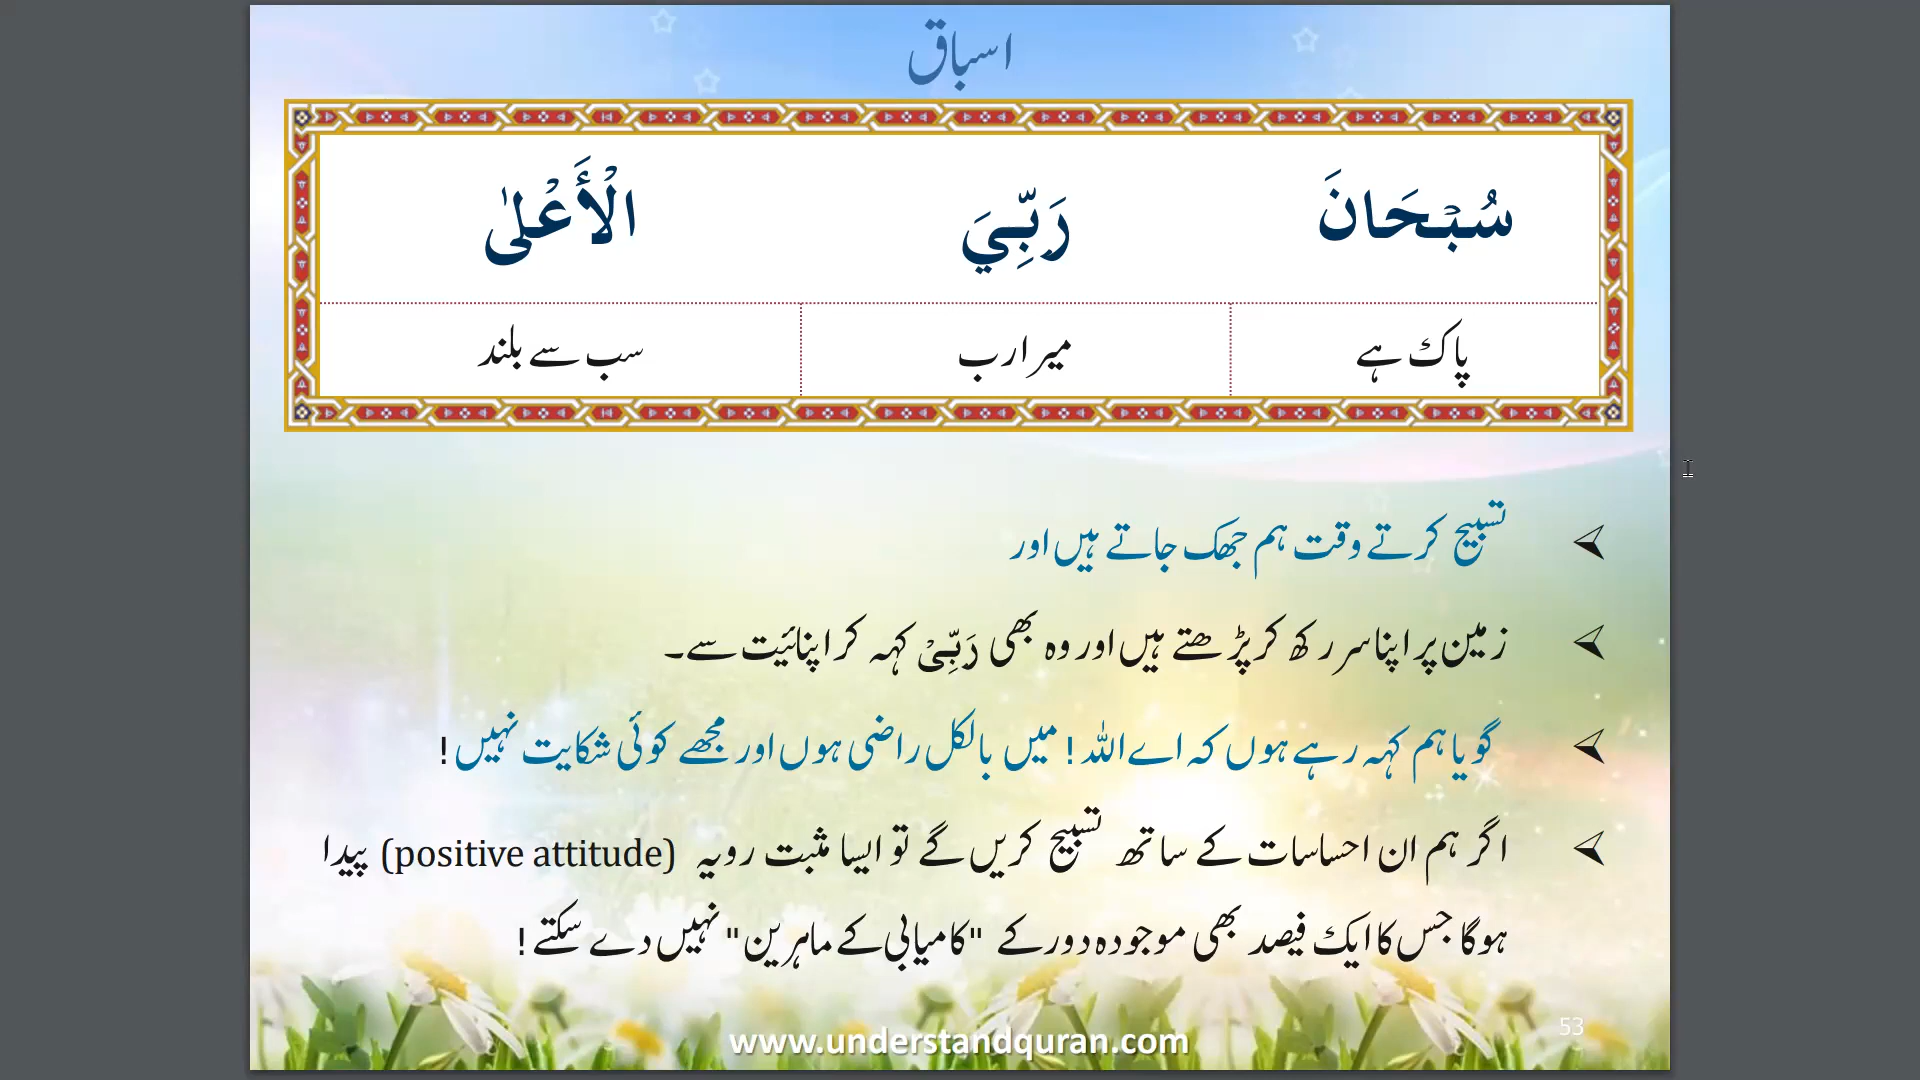 اسباق
سُبْحَانَ رَبِّيَ الْأَعْلىٰ
پاک ہے میرا رب سب سے بلند
تسبیح کرتے وقت ہم جھک جاتے ہیں اور
زمین پر اپنا سر رکھ کر پڑھتے ہیں اور وہ بھی رَبِّیْ کہہ کر اپنائیت سے۔
گویا ہم کہہ رہے ہوں کہ اے اللہ! میں بالکل راضی ہوں اور مجھے کوئی شکایت نہیں!
اگر ہم ان احساسات کے ساتھ تسبیح کریں گے تو ایسا مثبت رویہ (positive attitude) پیدا
ہوگا جس کا ایک فیصد بھی موجودہ دور کے "کامیابی کے ماہرین" نہیں دے سکتے!
53
www.understandquran.com